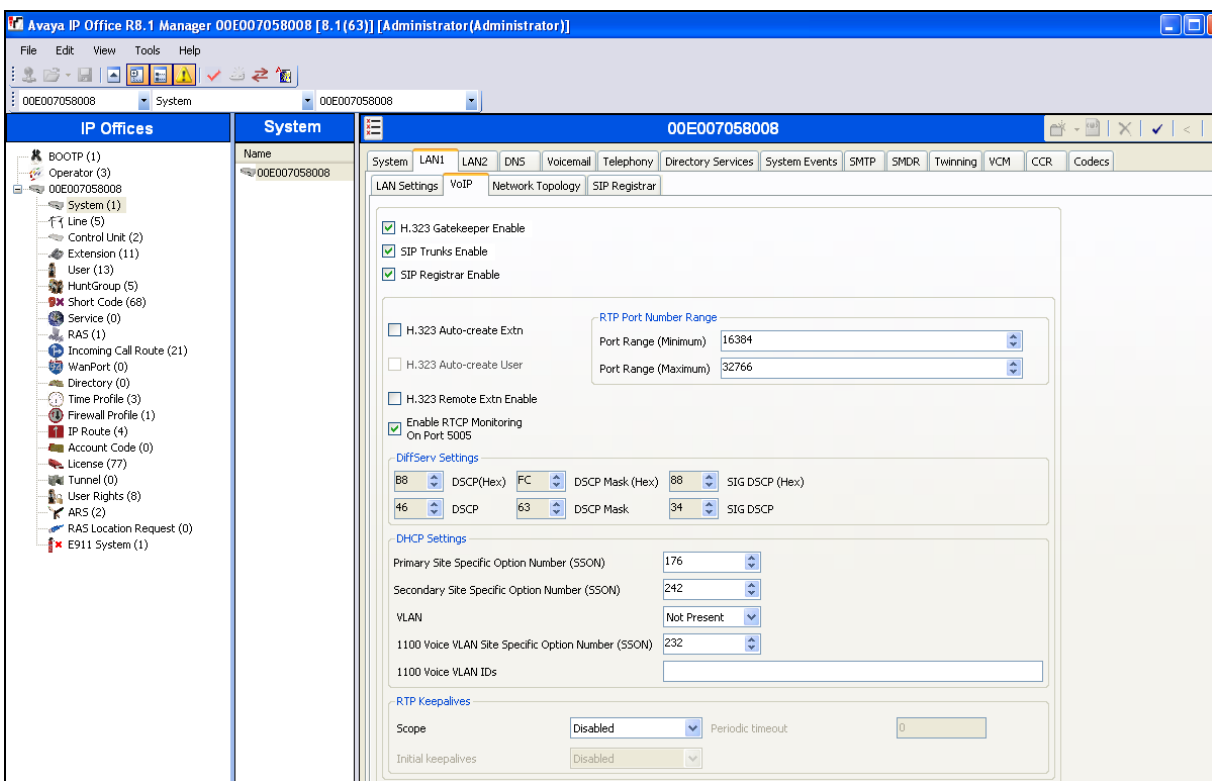 Avaya IP Office R8.1 Manager 00E007058008 [8.1(63)] [Administrator(Administrator)]
File Edit View Tools Help
00E007058008 System 00E007058008
IP Offices
BOOTP (1)
Operator (3)
00E007058008
System (1)
Line (5)
Control Unit (2)
Extension (11)
User (13)
HuntGroup (5)
Short Code (68)
Service (0)
RAS (1)
Incoming Call Route (21)
WanPort (0)
Directory (0)
Time Profile (3)
Firewall Profile (1)
IP Route (4)
Account Code (0)
License (77)
Tunnel (0)
User Rights (8)
ARS (2)
RAS Location Request (0)
E911 System (1)
System
Name
00E007058008
00E007058008
System LAN1 LAN2 DNS Voicemail Telephony Directory Services System Events SMTP SMDR Twinning VCM CCR Codecs
LAN Settings VoIP Network Topology SIP Registrar
H.323 Gatekeeper Enable
SIP Trunks Enable
SIP Registrar Enable
H.323 Auto-create Extn
H.323 Auto-create User
H.323 Remote Extn Enable
Enable RTCP Monitoring
On Port 5005
RTP Port Number Range
Port Range (Minimum) 16384
Port Range (Maximum) 32766
DiffServ Settings
B8 DSCP(Hex) FC DSCP Mask (Hex) 88 SIG DSCP (Hex)
46 DSCP 63 DSCP Mask 34 SIG DSCP
DHCP Settings
Primary Site Specific Option Number (SSON) 176
Secondary Site Specific Option Number (SSON) 242
VLAN Not Present
1100 Voice VLAN Site Specific Option Number (SSON) 232
1100 Voice VLAN IDs
RTP Keepalives
Scope Disabled Periodic timeout 0
Initial keepalives Disabled